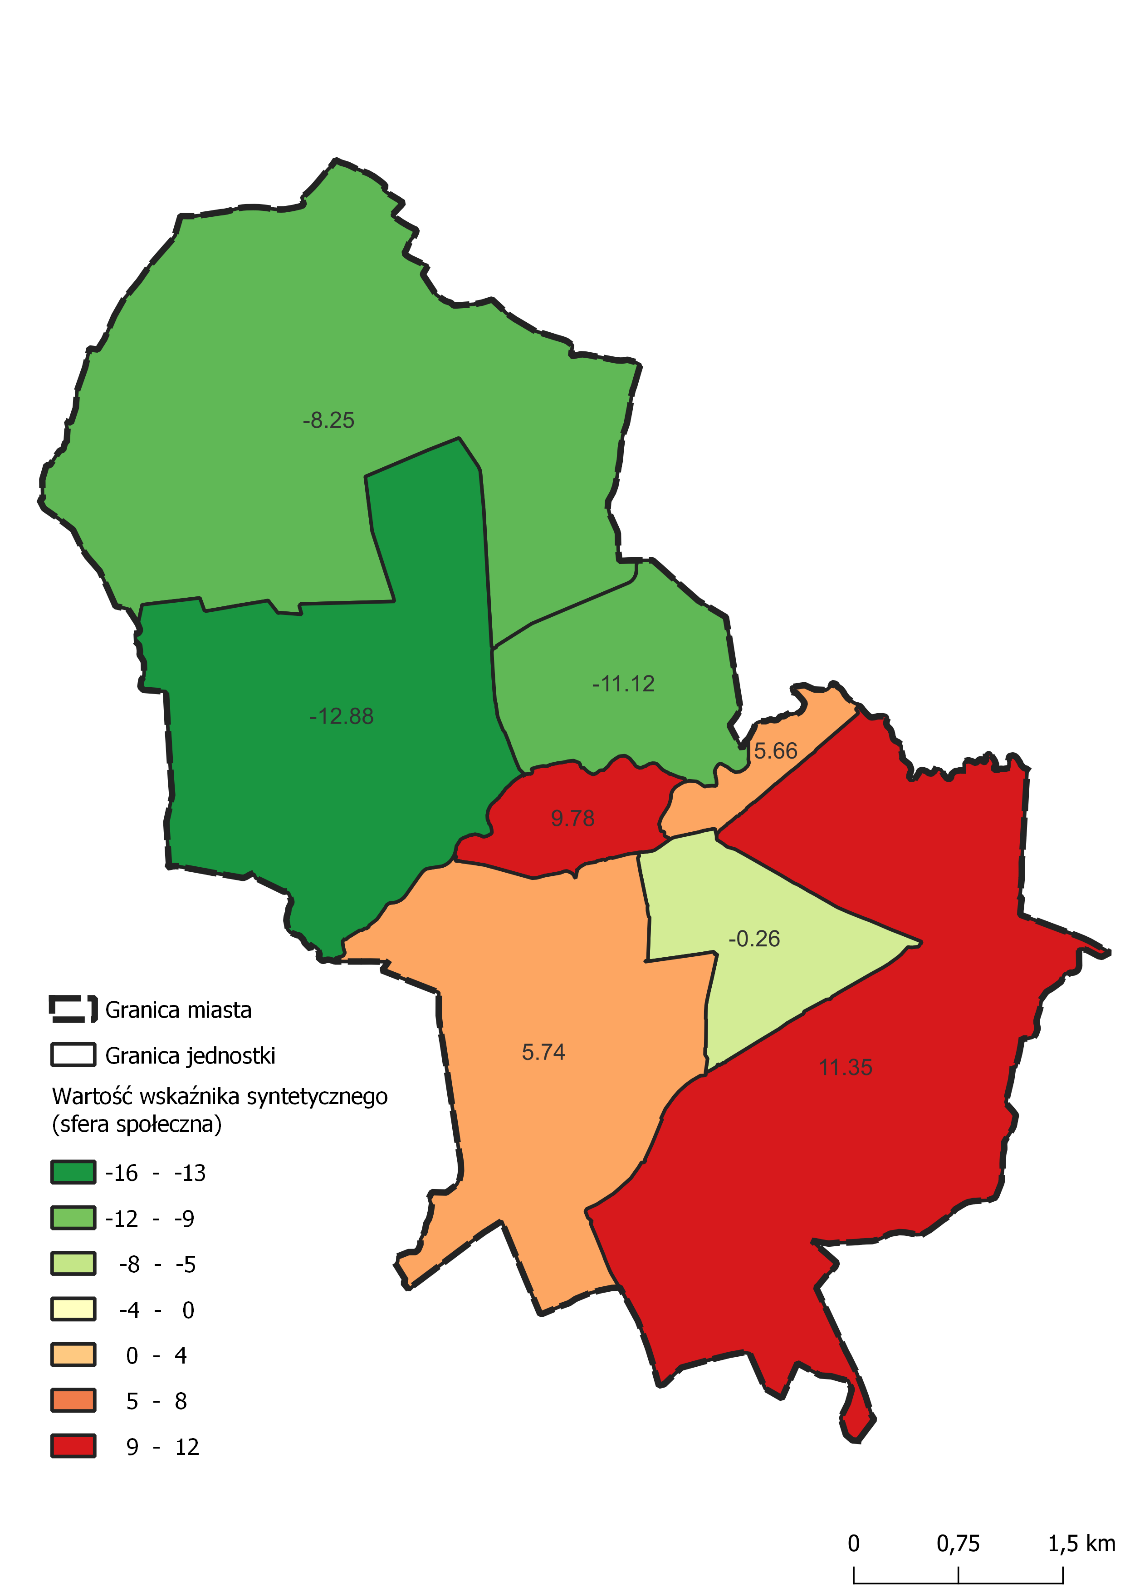 -8.25
-11.12
-12.88
5.66
9.78
-0.26
5.74
11.35
Granica miasta
Granica jednostki
Wartość wskaźnika syntetycznego
(sfera społeczna)
-16 - -13
-12 - -9
-8 - -5
-4 - 0
0 - 4
5 - 8
9 - 12
0 0,75 1,5 km